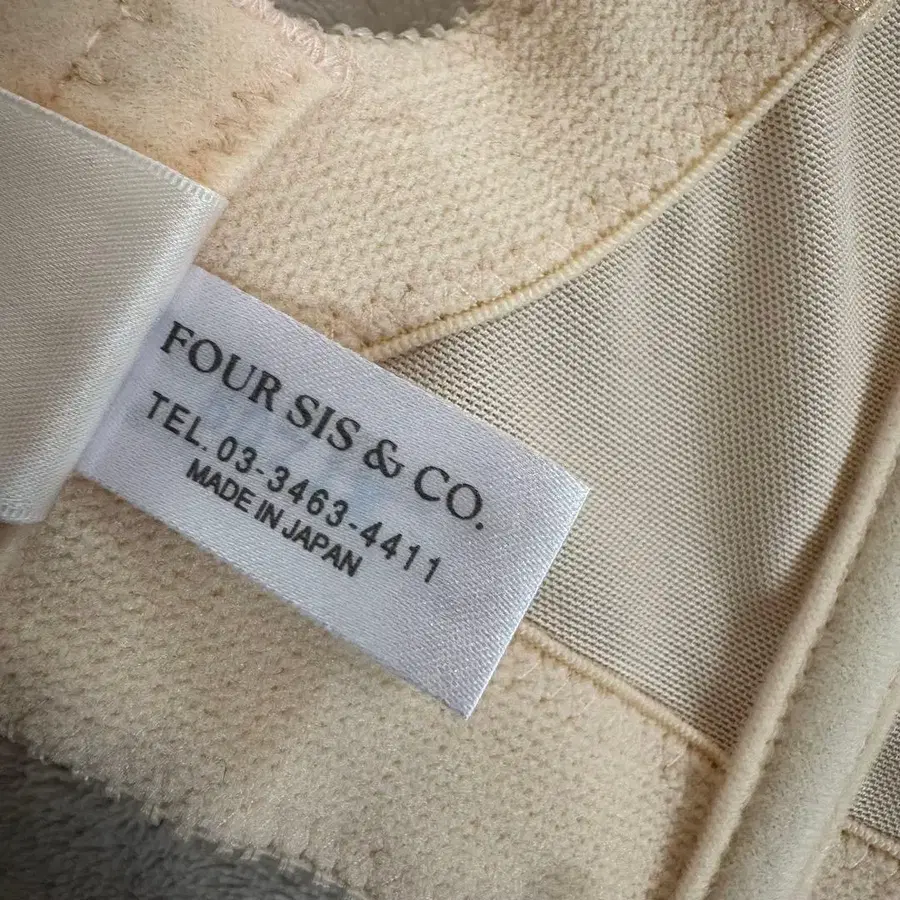 FOUR SIS & CO.
TEL. 03-3463-4411
MADE IN JAPAN